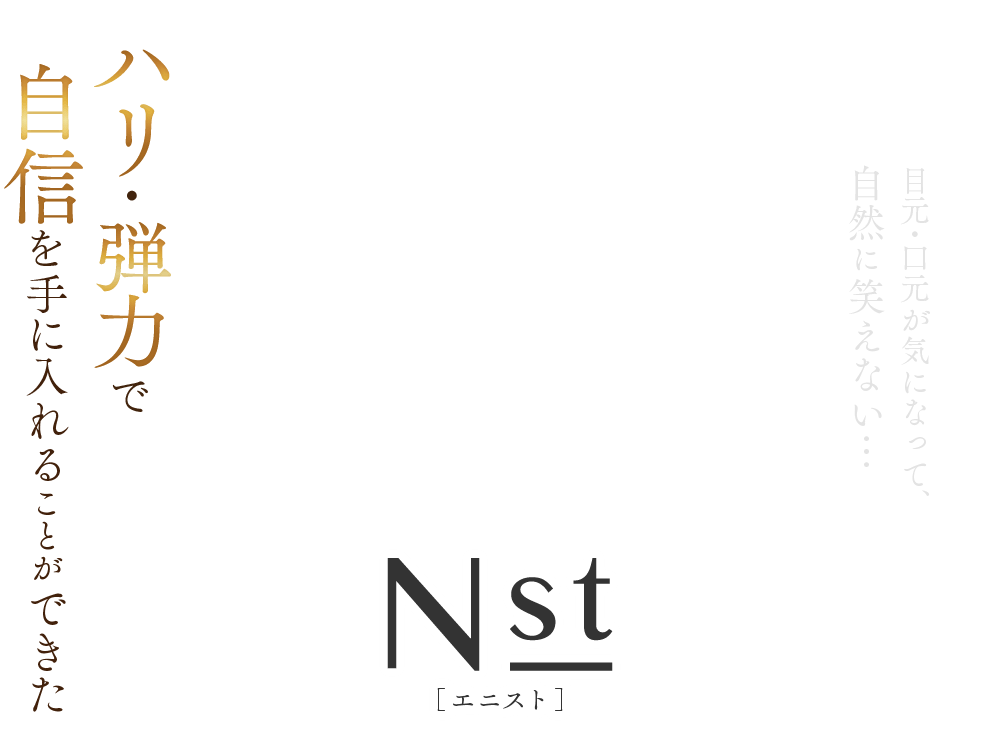 目元・口元が気になって、
自然に笑えない…
ハリ・弾力で
自信を手に入れることができた
Nst
［エニスト］